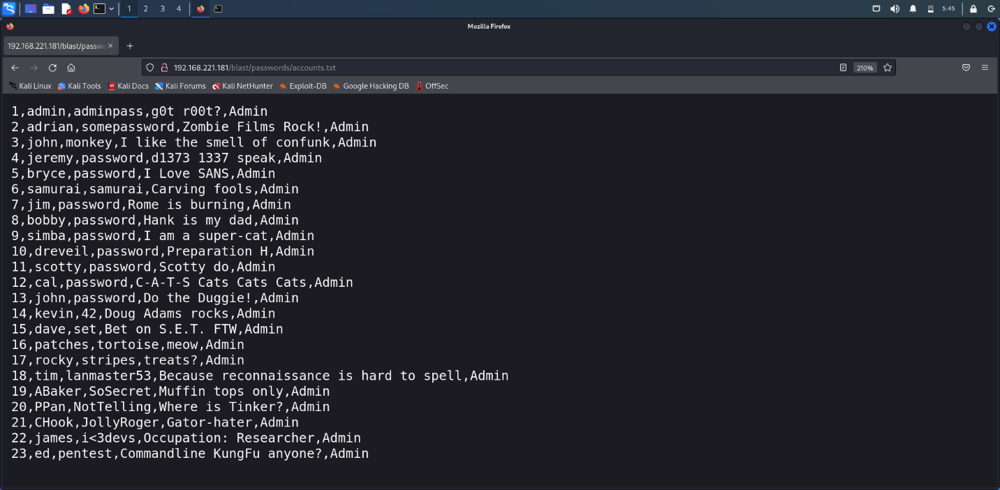 1
2
3
4
5:45
Mozilla Firefox
192.168.221.181/blast/passwo
192.168.221.181/blast/passwords/accounts.txt
210%
Kali Linux
Kali Tools
Kali Docs
Kali Forums
Kali NetHunter
Exploit-DB
Google Hacking DB
OffSec
1,admin,adminpass,g0t r00t?,Admin
2,adrian,somepassword,Zombie Films Rock!,Admin
3,john,monkey,I like the smell of confunk,Admin
4,jeremy,password,d1373 1337 speak,Admin
5,bryce,password,I Love SANS,Admin
6,samurai,samurai,Carving fools,Admin
7,jim,password,Rome is burning,Admin
8,bobby,password,Hank is my dad,Admin
9,simba,password,I am a super-cat,Admin
10,dreveil,password,Preparation H,Admin
11,scotty,password,Scotty do,Admin
12,cal,password,C-A-T-S Cats Cats Cats,Admin
13,john,password,Do the Duggie!,Admin
14,kevin,42,Doug Adams rocks,Admin
15,dave,set,Bet on S.E.T. FTW,Admin
16,patches,tortoise,meow,Admin
17,rocky,stripes,treats?,Admin
18,tim,lanmaster53,Because reconnaissance is hard to spell,Admin
19,ABaker,SoSecret,Muffin tops only,Admin
20,PPan,NotTelling,Where is Tinker?,Admin
21,CHook,JollyRoger,Gator-hater,Admin
22,james,i<3devs,Occupation: Researcher,Admin
23,ed,pentest,Commandline KungFu anyone?,Admin